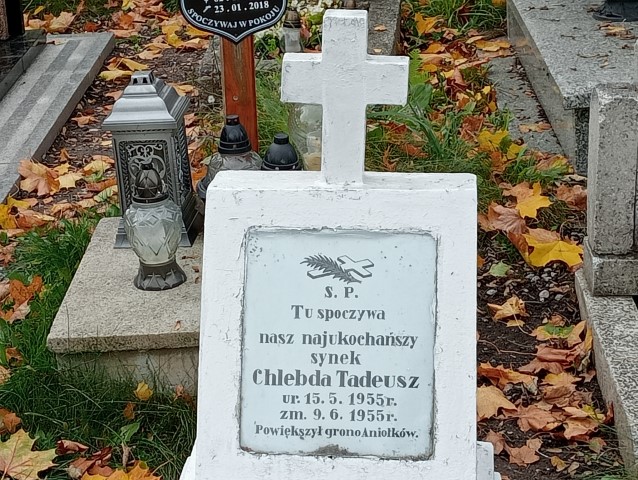 23.01.2018
SPOCZYWAJ W POKOJU
S. P.
Tu spoczywa
nasz najukochańszy
synek
Chlebda Tadeusz
ur. 15. 5. 1955r.
zm. 9. 6. 1955r.
Powiększył grono Aniołków.